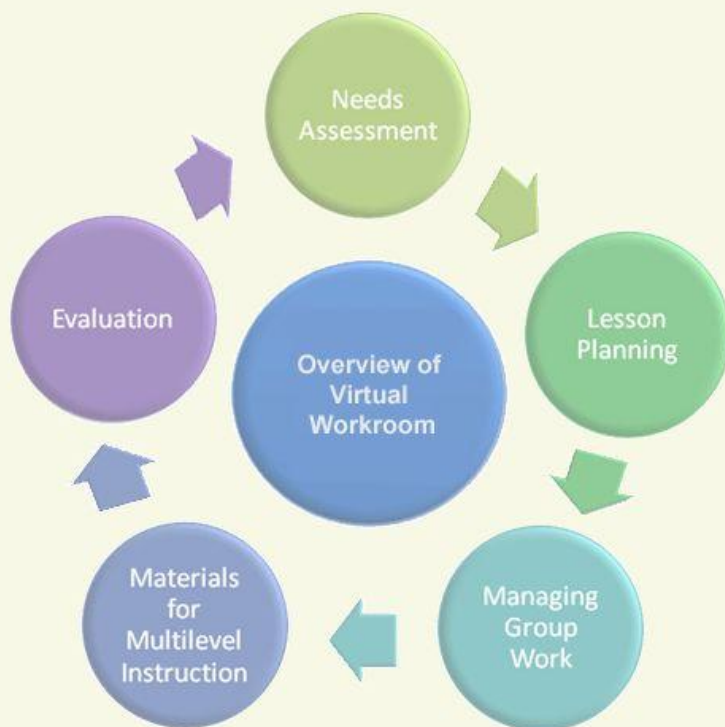 Needs
Assessment
Lesson
Planning
Managing
Group
Work
Materials
for
Multilevel
Instruction
Evaluation
Overview of
Virtual
Workroom